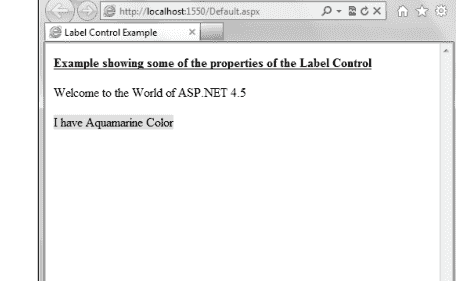 http://localhost:1550/Default.aspx
Label Control Example
Example showing some of the properties of the Label Control
Welcome to the World of ASP.NET 4.5
I have Aquamarine Color